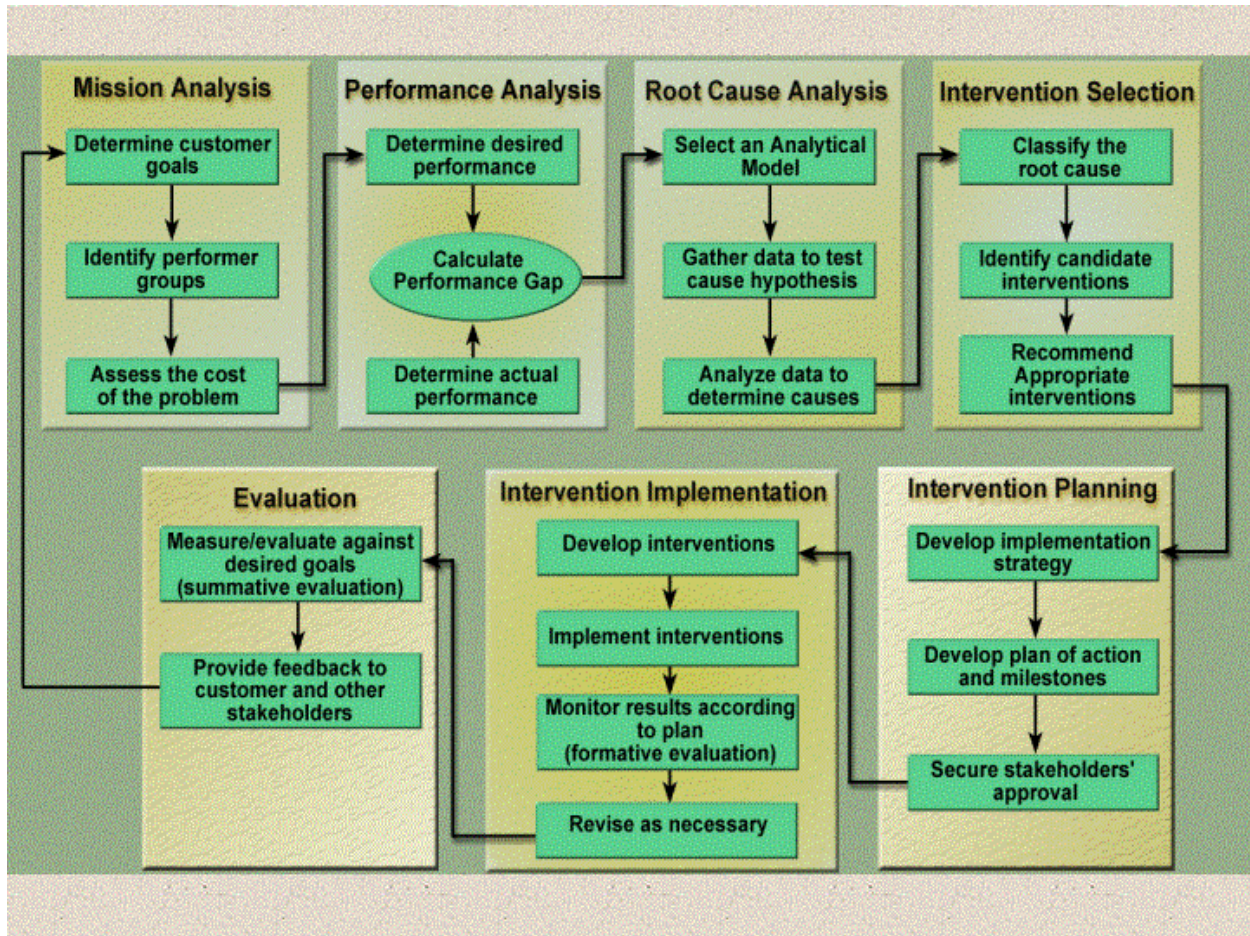 Mission Analysis
Determine customer
goals
Identify performer
groups
Assess the cost
of the problem
Performance Analysis
Determine desired
performance
Calculate
Performance Gap
Determine actual
performance
Root Cause Analysis
Select an Analytical
Model
Gather data to test
cause hypothesis
Analyze data to
determine causes
Intervention Selection
Classify the
root cause
Identify candidate
interventions
Recommend
Appropriate
interventions
Intervention Planning
Develop implementation
strategy
Develop plan of action
and milestones
Secure stakeholders'
approval
Intervention Implementation
Develop interventions
Implement interventions
Monitor results according
to plan
(formative evaluation)
Revise as necessary
Evaluation
Measure/evaluate against
desired goals
(summative evaluation)
Provide feedback to
customer and other
stakeholders